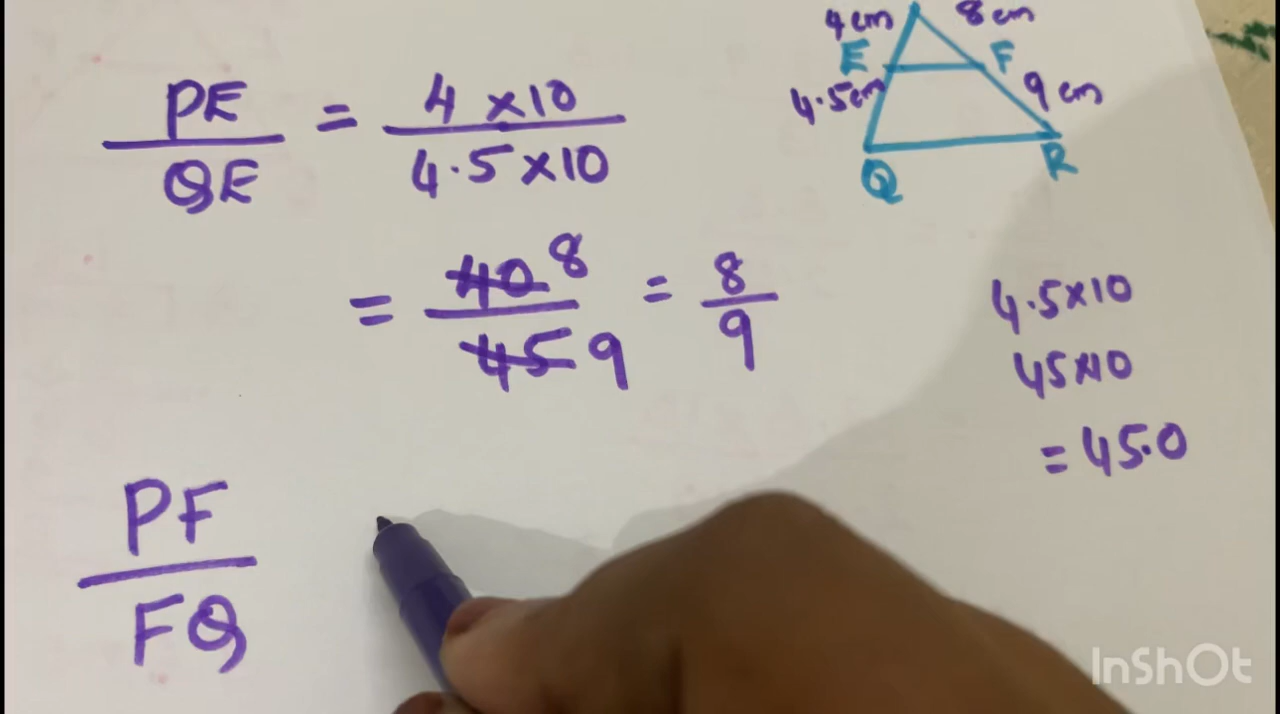 4cm 8cm
E F
4.5cm 9cm
Q R
PE/QE = 4 x10/4.5 x10
= 40 8/45 9 = 8/9
4.5x10
45x10
= 45.0
PF/FQ
InShOt